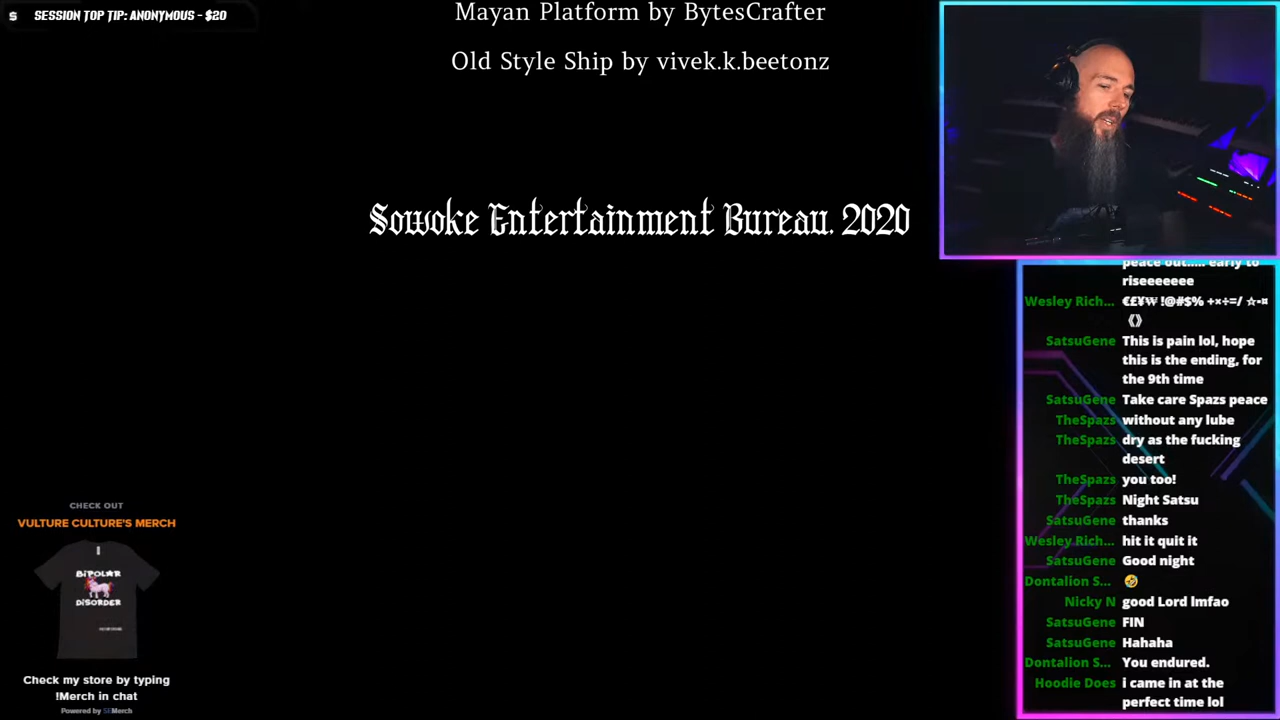 $ SESSION TOP TIP: ANONYMOUS - $20
Mayan Platform by BytesCrafter
Old Style Ship by vivek.k.beetonz
Sowoke Entertainment Bureau. 2020
peace out..... early to
riseeeeeee
Wesley Rich... €£¥₩ !@#$% +×÷=/ ☆▪¤
《》
SatsuGene This is pain lol, hope
this is the ending, for
the 9th time
SatsuGene Take care Spazs peace
TheSpazs without any lube
TheSpazs dry as the fucking
desert
TheSpazs you too!
TheSpazs Night Satsu
SatsuGene thanks
Wesley Rich... hit it quit it
SatsuGene Good night
Dontalion S... 🤣
Nicky N good Lord lmfao
SatsuGene FIN
SatsuGene Hahaha
Dontalion S... You endured.
Hoodie Does i came in at the
perfect time lol
CHECK OUT
VULTURE CULTURE'S MERCH
BIPOLAR
DISORDER
Check my store by typing
!Merch in chat
Powered by SEMerch